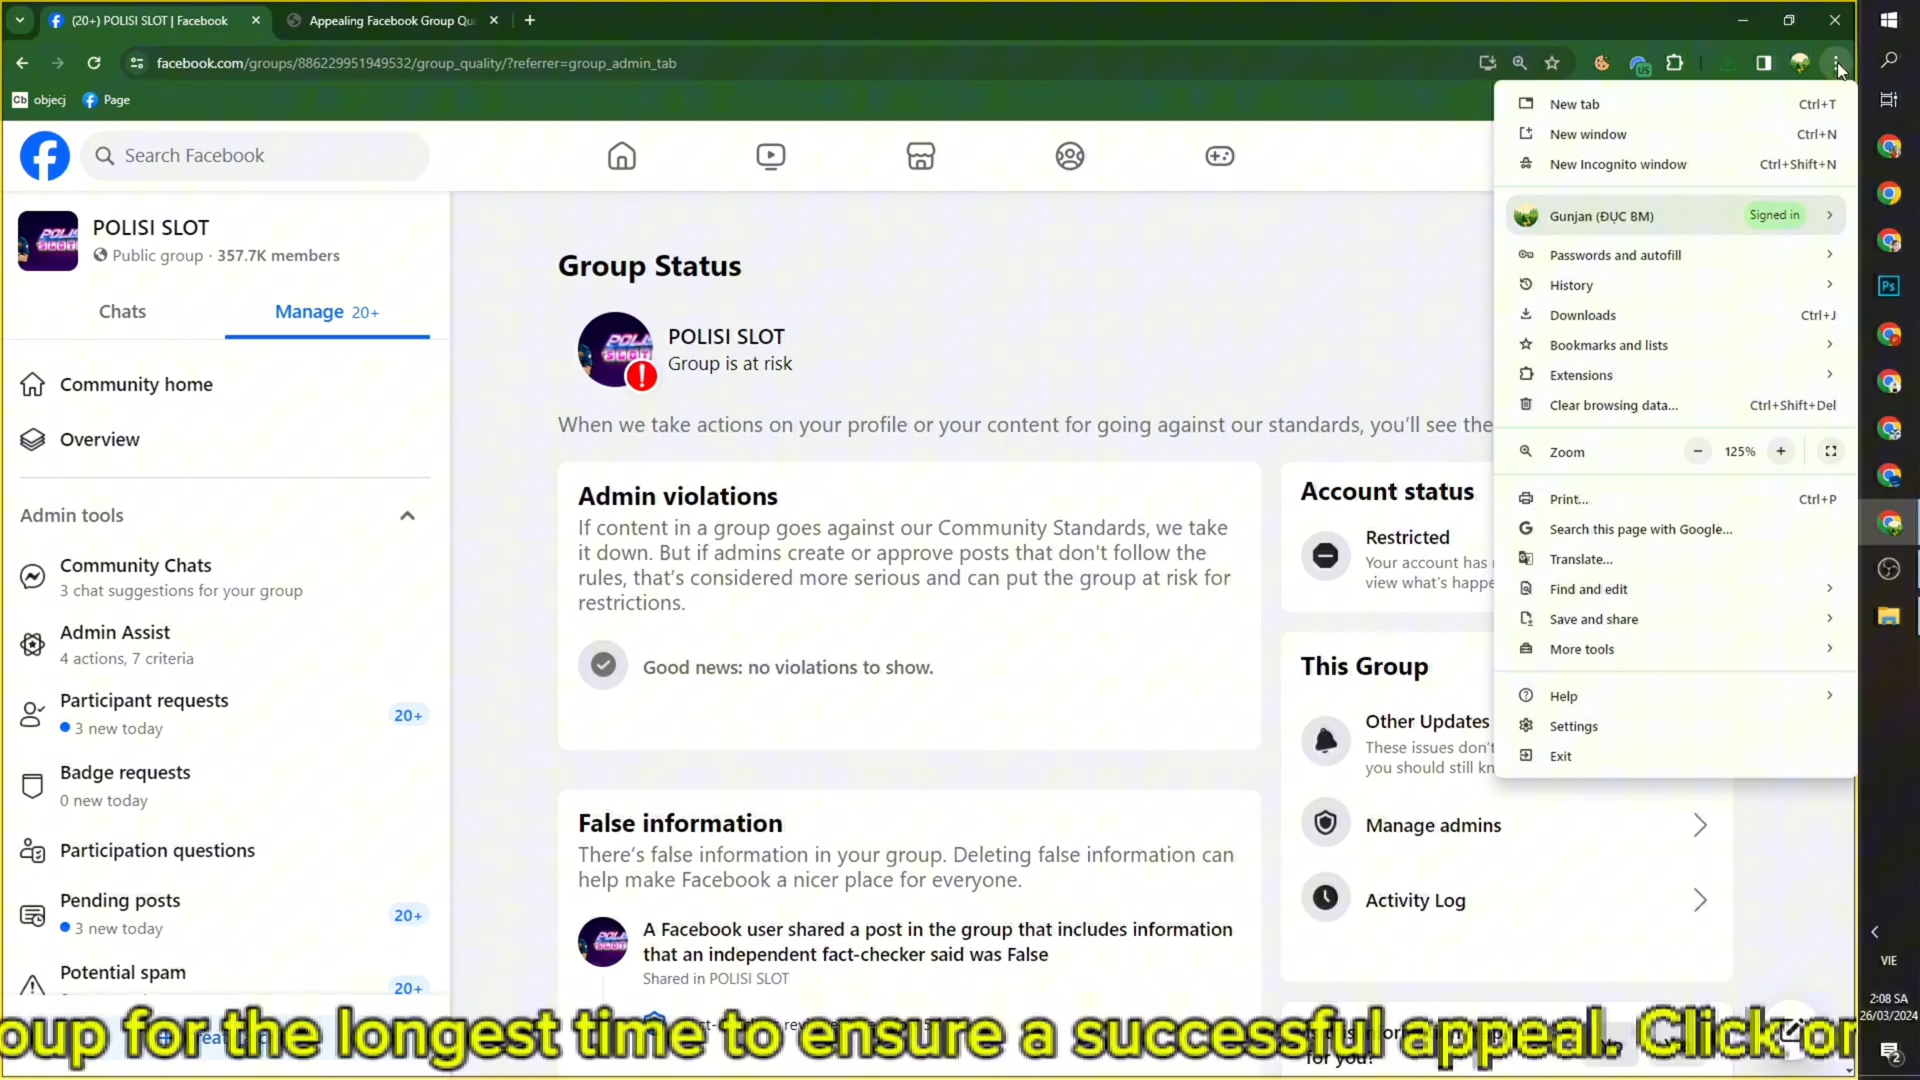 (20+) POLISI SLOT | Facebook
Appealing Facebook Group Qu
facebook.com/groups/886229951949532/group_quality/?referrer=group_admin_tab
US
Cb objecj
Page
Search Facebook
POLISI SLOT
Public group · 357.7K members
Chats
Manage 20+
Community home
Overview
Admin tools
Community Chats
3 chat suggestions for your group
Admin Assist
4 actions, 7 criteria
Participant requests
3 new today
20+
Badge requests
0 new today
Participation questions
Pending posts
3 new today
20+
Potential spam
20+
Group Status
POLISI SLOT
Group is at risk
When we take actions on your profile or your content for going against our standards, you'll see the
Admin violations
If content in a group goes against our Community Standards, we take
it down. But if admins create or approve posts that don't follow the
rules, that's considered more serious and can put the group at risk for
restrictions.
Good news: no violations to show.
False information
There's false information in your group. Deleting false information can
help make Facebook a nicer place for everyone.
A Facebook user shared a post in the group that includes information
that an independent fact-checker said was False
Shared in POLISI SLOT
Account status
Restricted
Your account has
view what's happe
This Group
Other Updates
These issues don't
you should still kn
Manage admins
Activity Log
for you?
New tab Ctrl+T
New window Ctrl+N
New Incognito window Ctrl+Shift+N
Gunjan (ĐỤC BM) Signed in
Passwords and autofill
History
Downloads Ctrl+J
Bookmarks and lists
Extensions
Clear browsing data... Ctrl+Shift+Del
Zoom − 125% +
Print... Ctrl+P
Search this page with Google...
Translate...
Find and edit
Save and share
More tools
Help
Settings
Exit
Ps
VIE
2:08 SA
26/03/2024
2
oup for the longest time to ensure a successful appeal. Click on